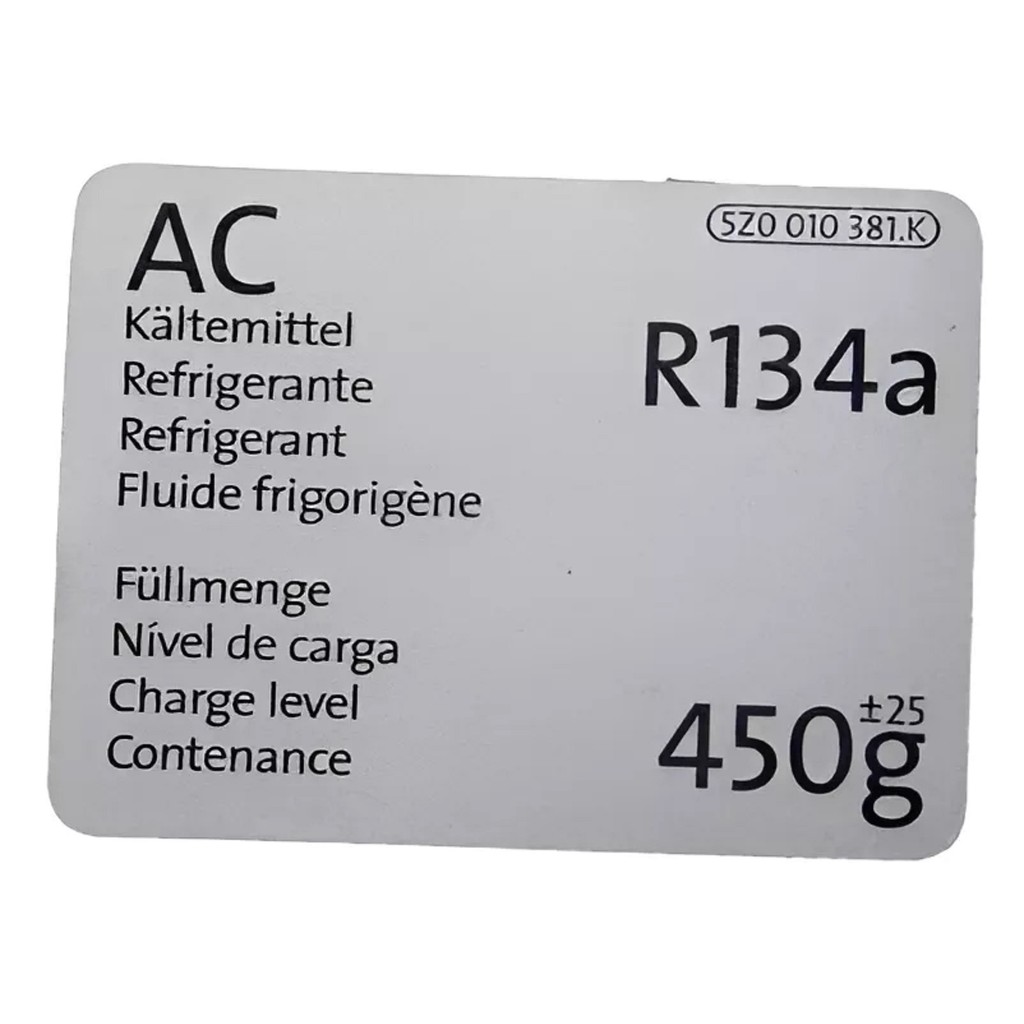 AC
5Z0 010 381.K
Kältemittel
Refrigerante
Refrigerant
Fluide frigorigène
R134a
Füllmenge
Nível de carga
Charge level
Contenance
450g ±25